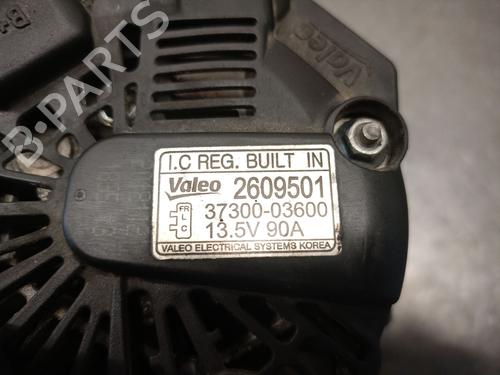 B+
Valeo
B-PARTS
I.C REG. BUILT IN
Valeo 2609501
FR
L
C
37300-03600
13.5V 90A
VALEO ELECTRICAL SYSTEMS KOREA